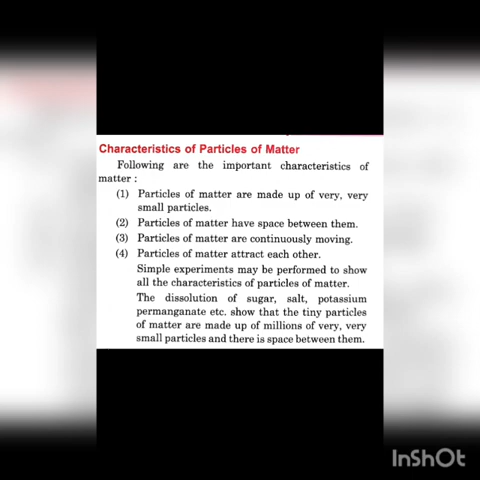 Characteristics of Particles of Matter
Following are the important characteristics of
matter :
(1) Particles of matter are made up of very, very
small particles.
(2) Particles of matter have space between them.
(3) Particles of matter are continuously moving.
(4) Particles of matter attract each other.
Simple experiments may be performed to show
all the characteristics of particles of matter.
The dissolution of sugar, salt, potassium
permanganate etc. show that the tiny particles
of matter are made up of millions of very, very
small particles and there is space between them.
InShOt